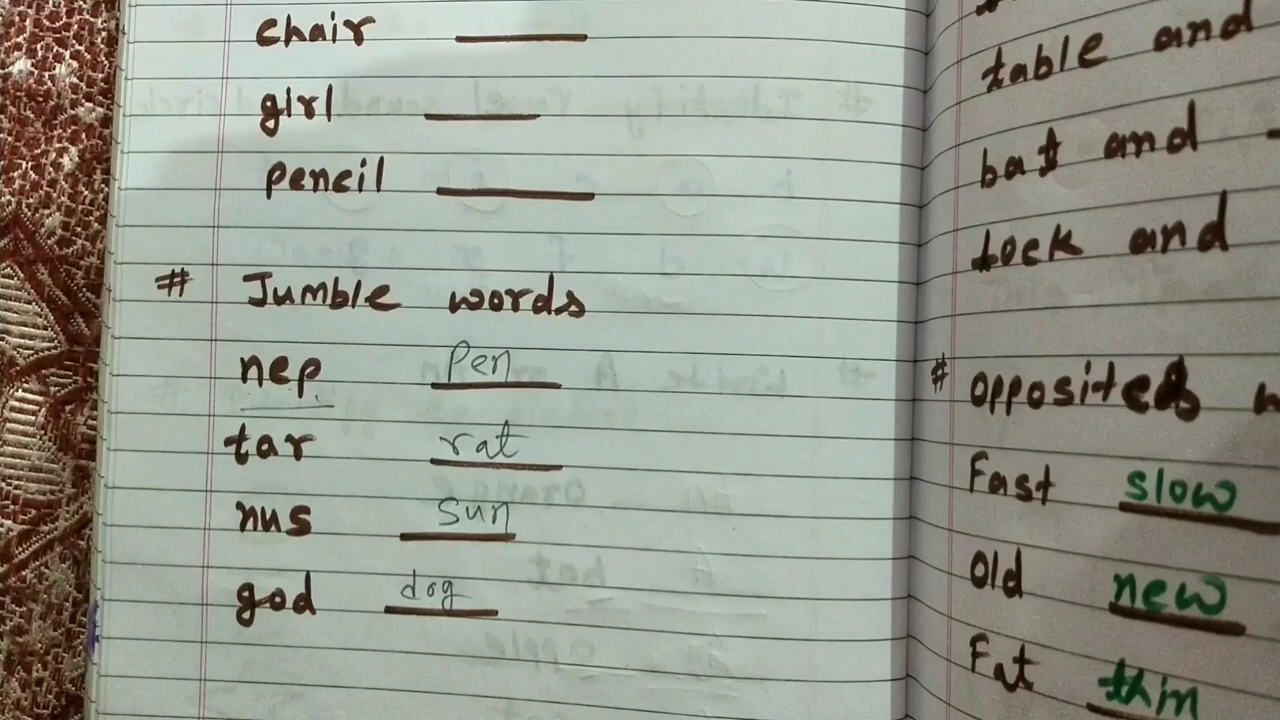 chair
girl
pencil
# Jumble words
nep Pen
tar rat
nus sun
god dog
table and
bat and
Lock and
# Opposites
Fast slow
Old new
Fat thin